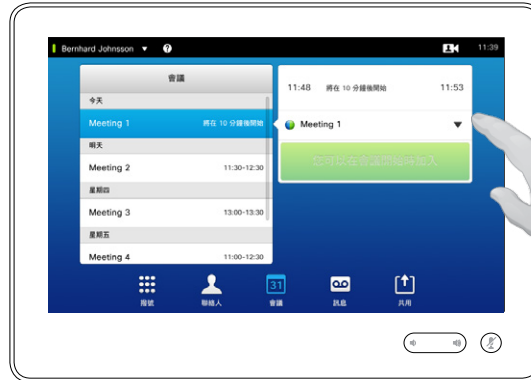 Bernhard Johnsson
?
11:39
會議
今天
Meeting 1 將在 10 分鐘後開始
明天
Meeting 2 11:30-12:30
星期四
Meeting 3 13:00-13:30
星期五
Meeting 4 11:00-12:30
11:48 將在 10 分鐘後開始 11:53
Meeting 1
您可以在會議開始時加入
撥號
聯絡人
31
會議
訊息
共用